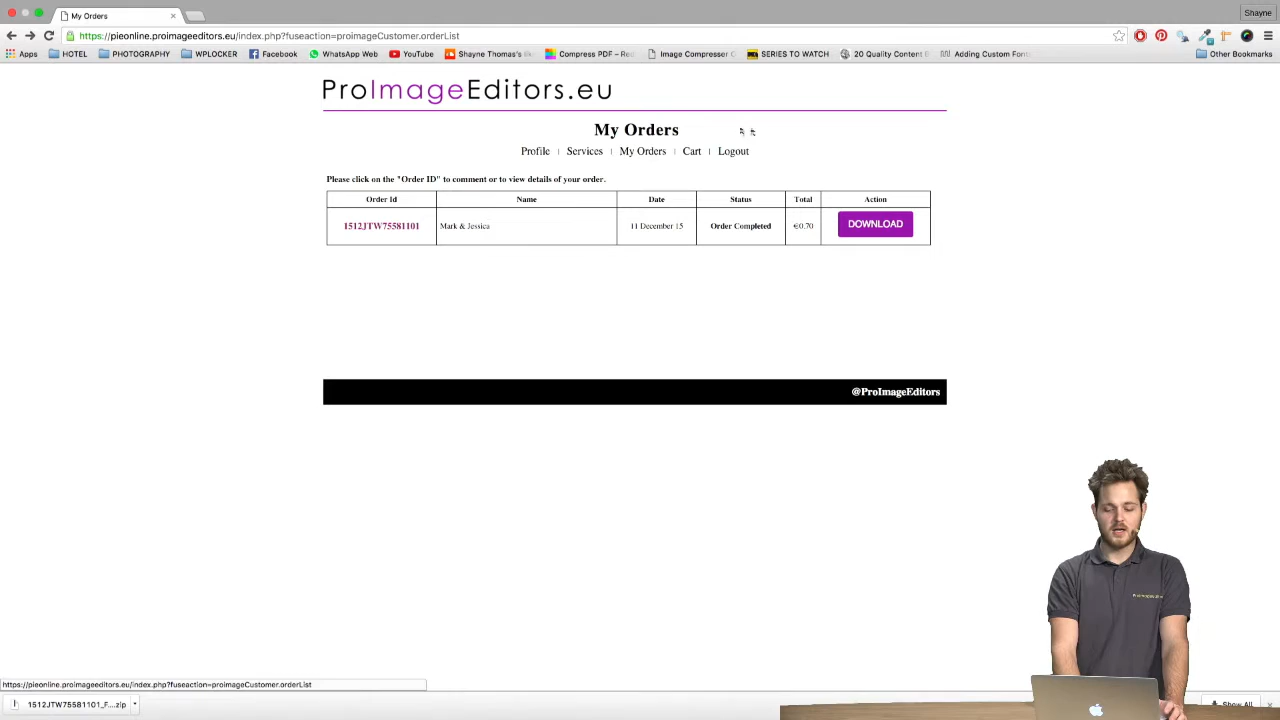 My Orders
Shayne
https://pieonline.proimageeditors.eu/index.php?fuseaction=proimageCustomer.orderList
Apps HOTEL PHOTOGRAPHY WPLOCKER Facebook WhatsApp Web YouTube Shayne Thomas's Compress PDF – Re Image Compresser SERIES TO WATCH 20 Quality Content Adding Custom Fon Other Bookmarks
ProImageEditors.eu
My Orders
Profile | Services | My Orders | Cart | Logout
Please click on the "Order ID" to comment or to view details of your order.
Order Id Name Date Status Total Action
1512JTW75581101 Mark & Jessica 11 December 15 Order Completed €0.70 DOWNLOAD
@ProImageEditors
https://pieonline.proimageeditors.eu/index.php?fuseaction=proimageCustomer.orderList
1512JTW75581101_F....zip
Show All